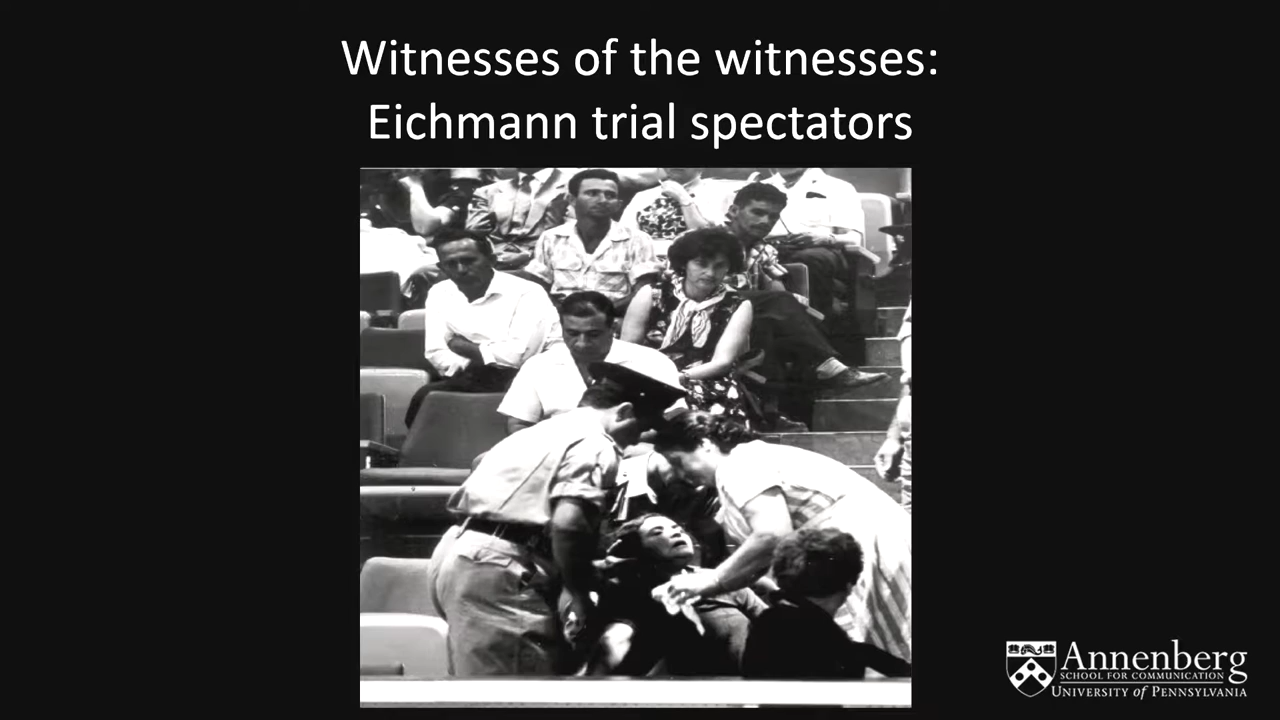 Witnesses of the witnesses:
Eichmann trial spectators
Annenberg
SCHOOL FOR COMMUNICATION
UNIVERSITY of PENNSYLVANIA